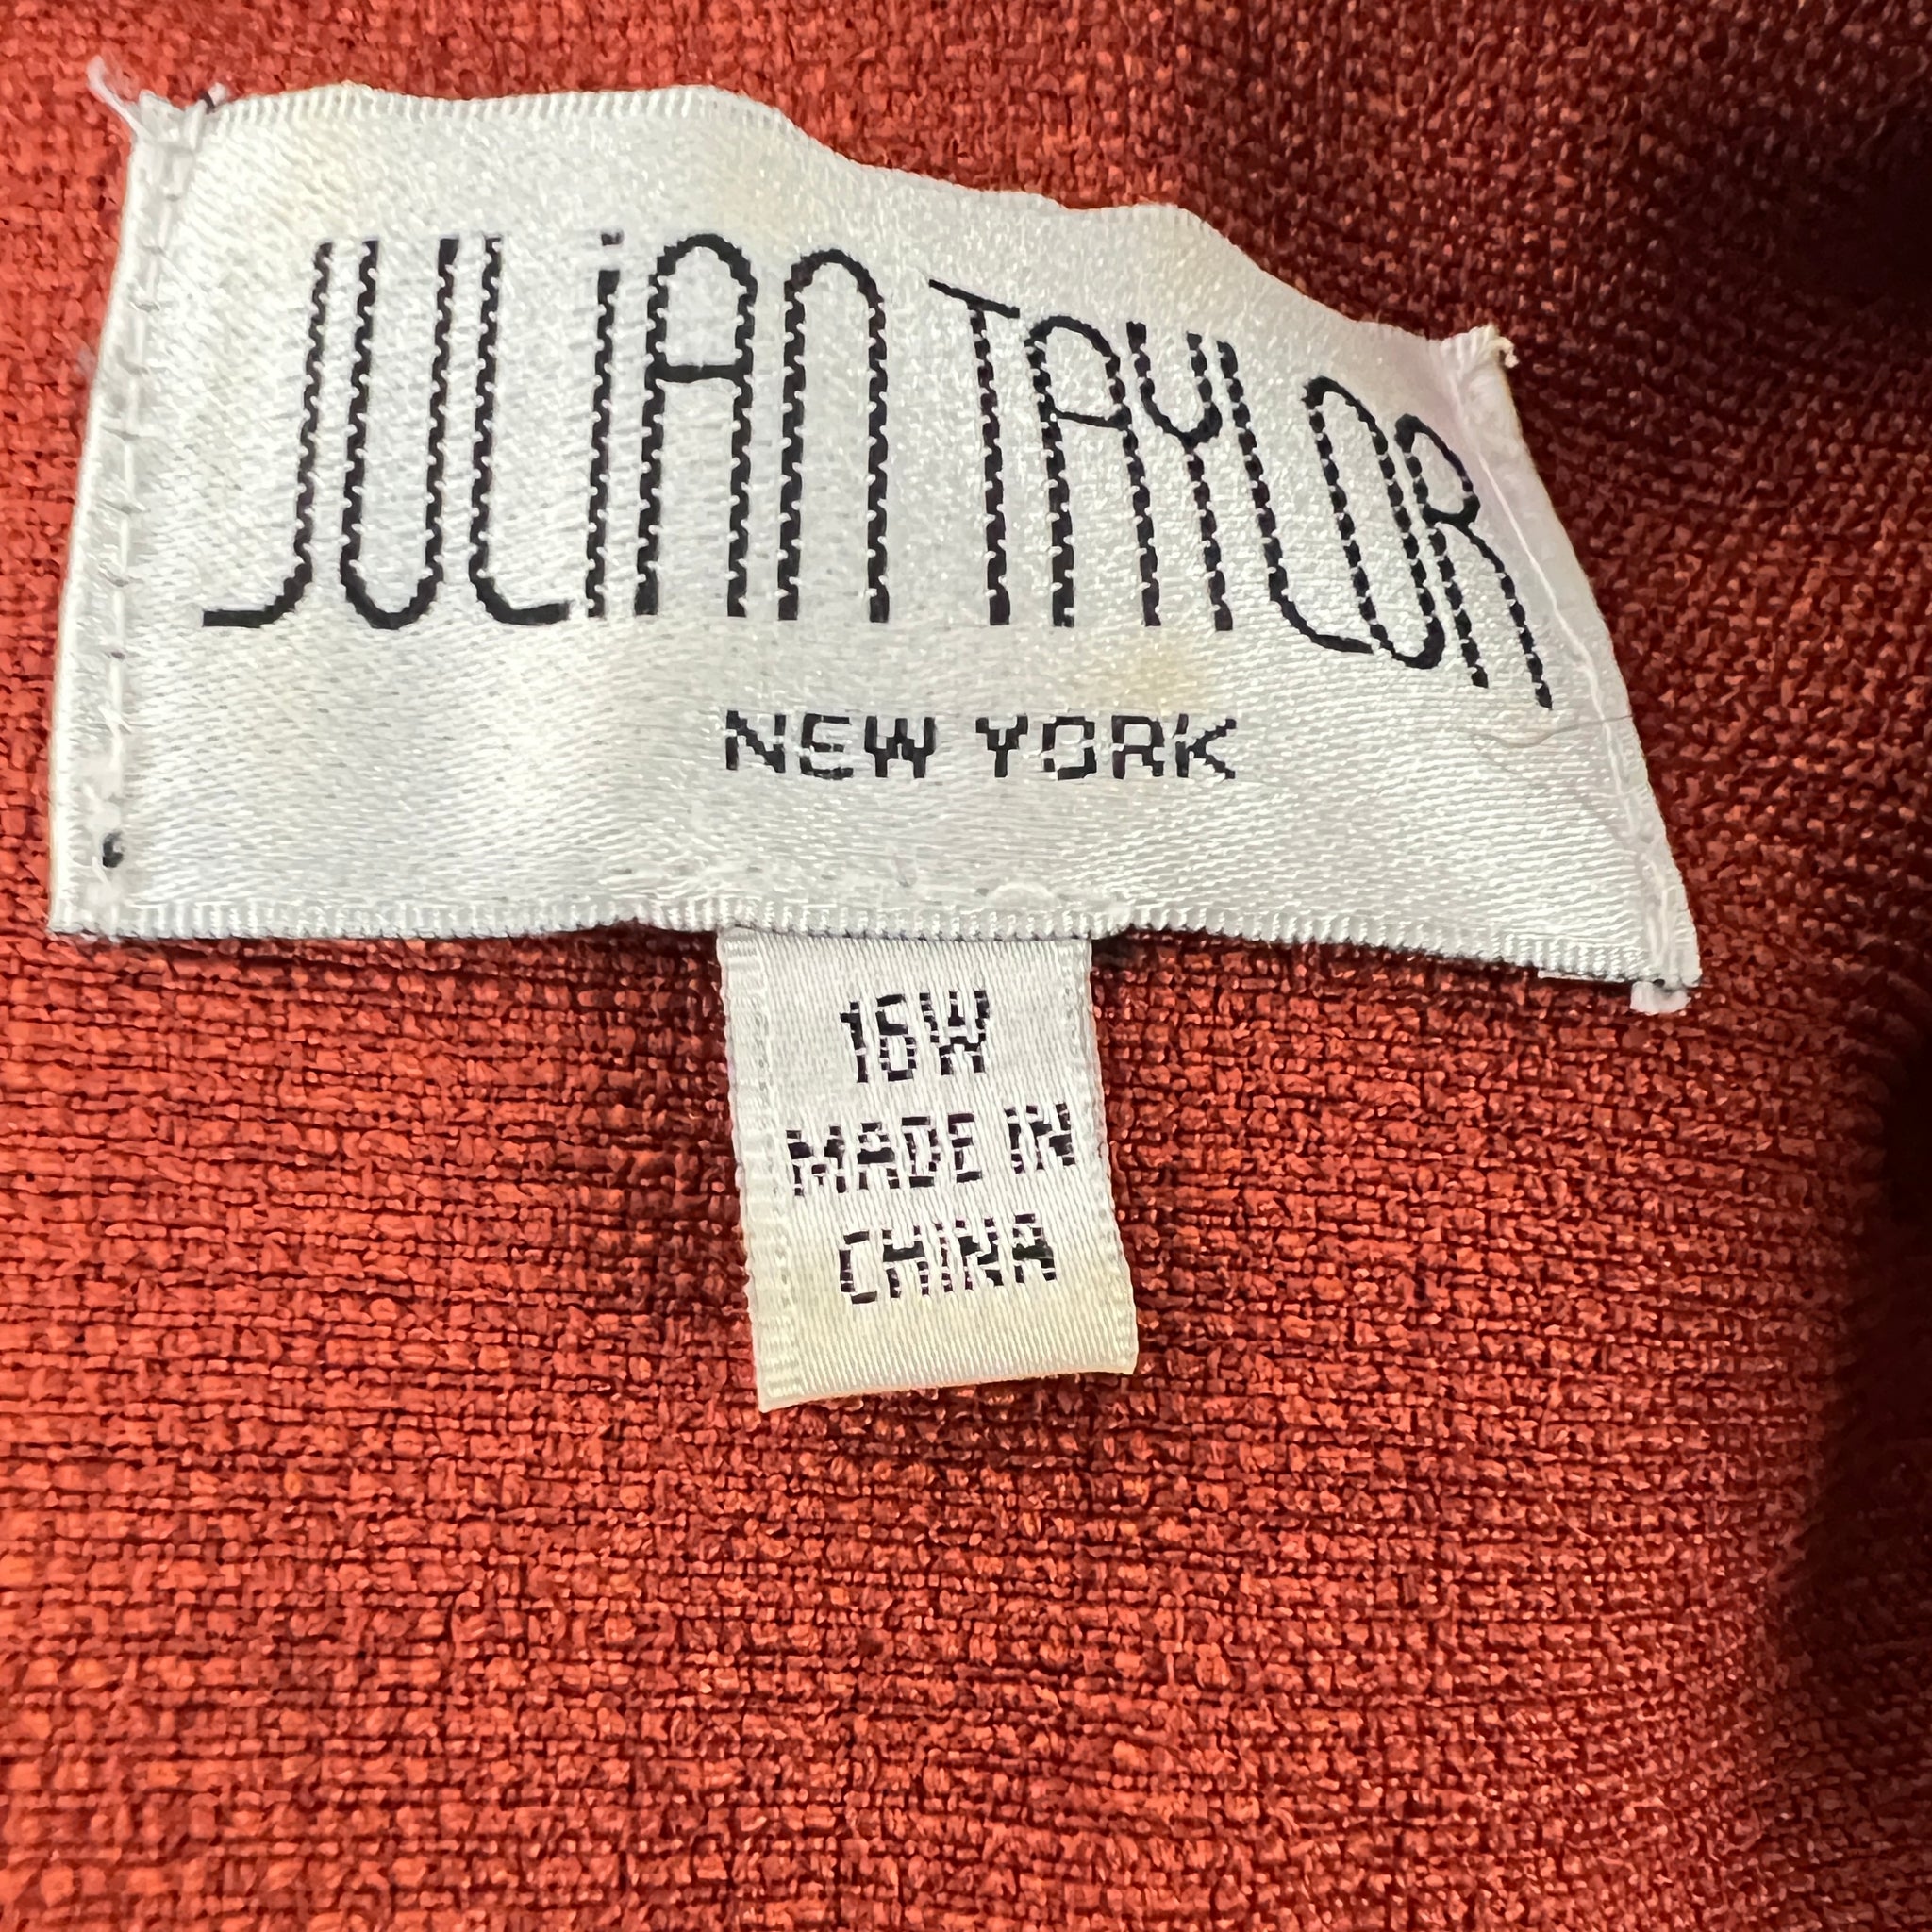 JULiAN TAYLOR
NEW YORK
16W
MADE IN
CHINA